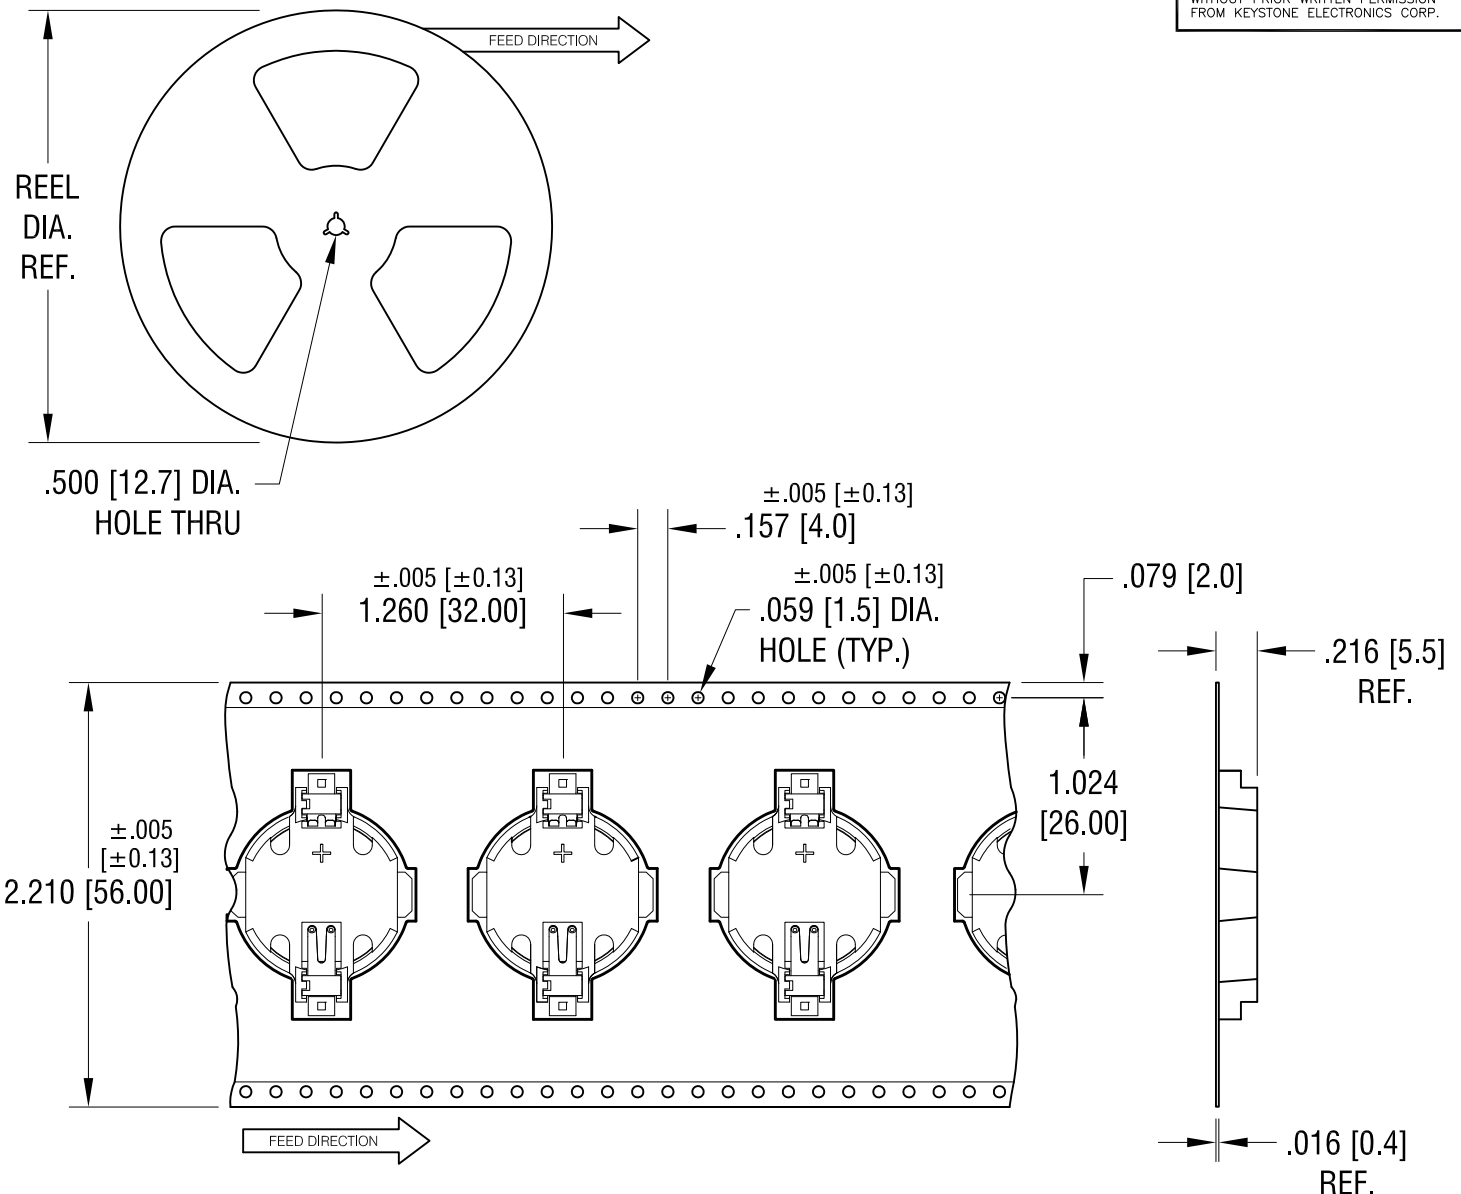 WITHOUT PRIOR WRITTEN PERMISSION
FROM KEYSTONE ELECTRONICS CORP.
FEED DIRECTION
REEL
DIA.
REF.
.500 [12.7] DIA.
HOLE THRU
±.005 [±0.13]
.157 [4.0]
±.005 [±0.13]
1.260 [32.00]
±.005 [±0.13]
.059 [1.5] DIA.
HOLE (TYP.)
.079 [2.0]
.216 [5.5]
REF.
1.024
[26.00]
±.005
[±0.13]
2.210 [56.00]
FEED DIRECTION
.016 [0.4]
REF.